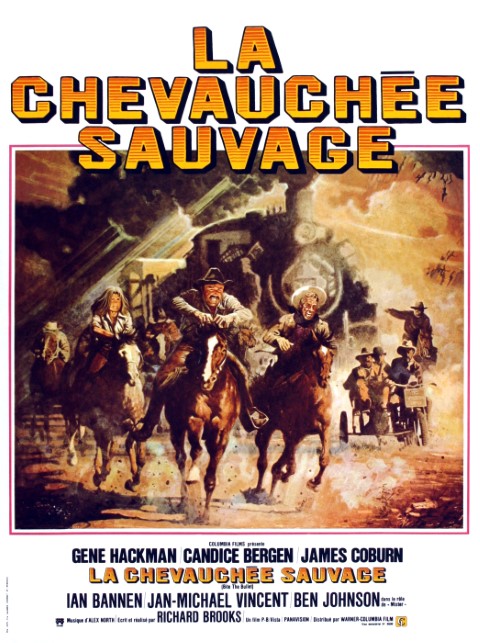 LA
CHEVAUCHÉE
SAUVAGE
COLUMBIA FILMS présente
GENE HACKMAN / CANDICE BERGEN / JAMES COBURN
LA CHEVAUCHÉE SAUVAGE
(Bite The Bullet)
IAN BANNEN / JAN-MICHAEL VINCENT / BEN JOHNSON dans le rôle de « Mister »
Musique d'ALEX NORTH / Ecrit et réalisé par RICHARD BROOKS / Un film P-B Vista / PANAVISION / Distribué par WARNER-COLUMBIA FILM